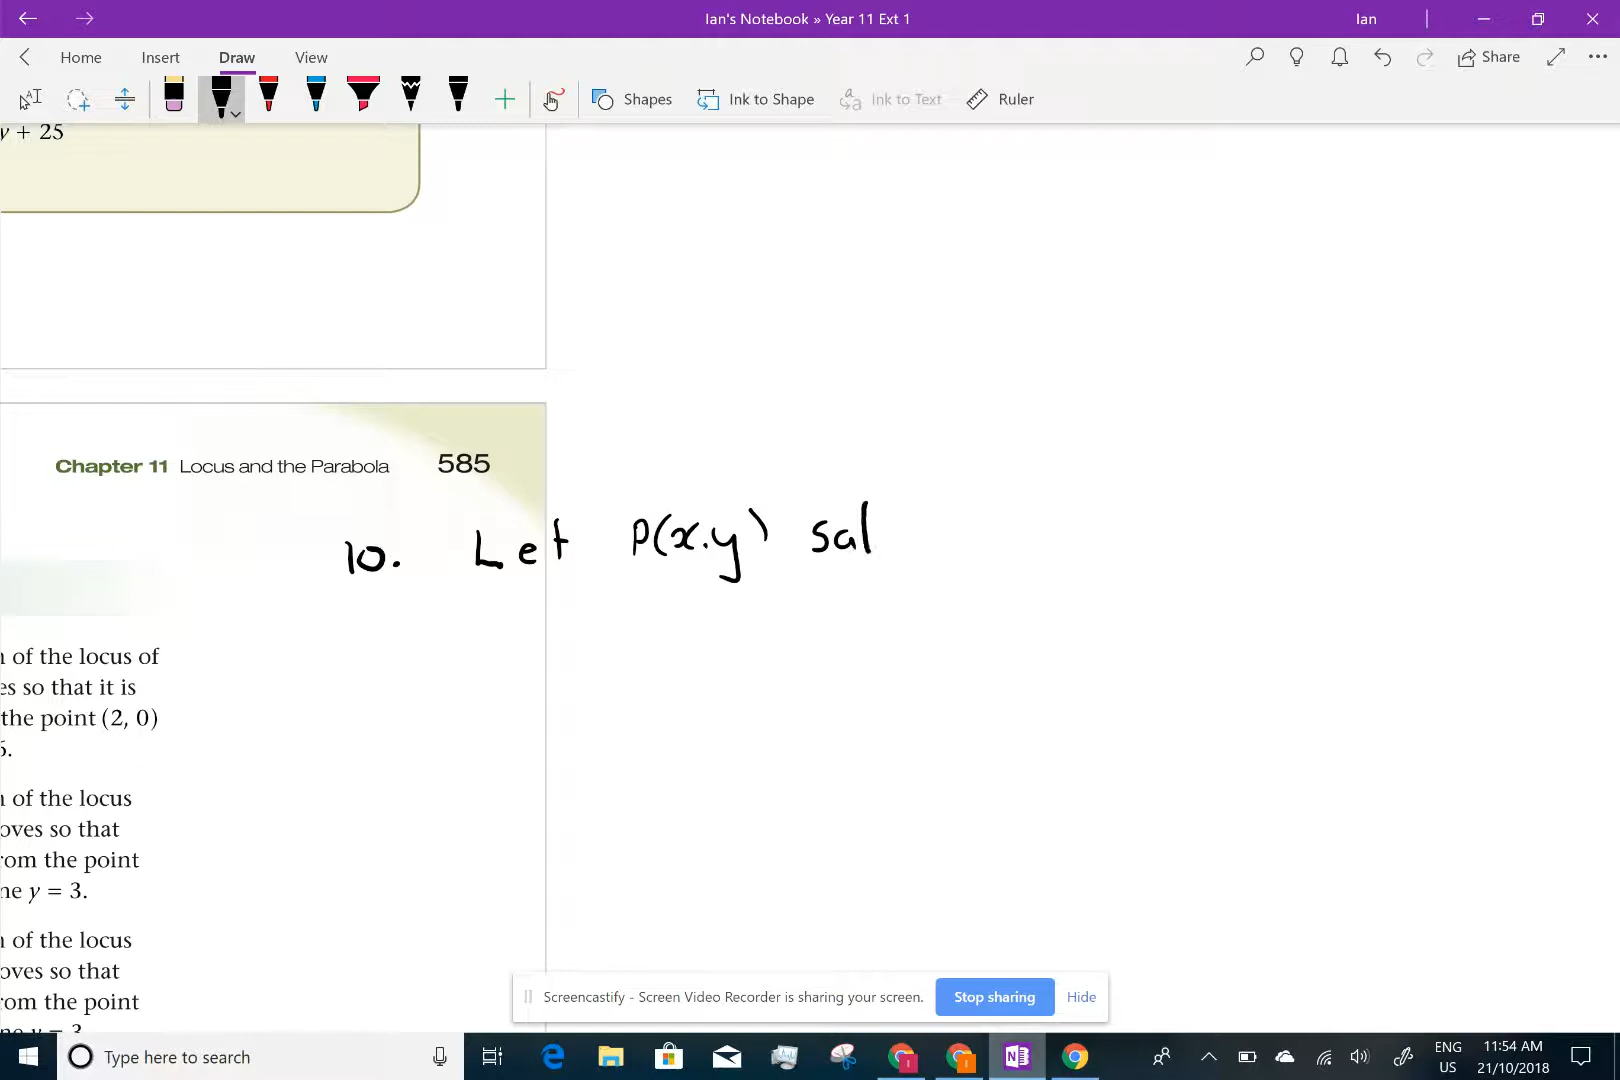 Ian's Notebook » Year 11 Ext 1
Ian
Home Insert Draw View
Share
Shapes Ink to Shape Ink to Text Ruler
y + 25
Chapter 11 Locus and the Parabola 585
10. Let P(x.y) sal
of the locus of
es so that it is
the point (2, 0)
of the locus
oves so that
rom the point
ne y = 3.
of the locus
oves so that
rom the point
Screencastify - Screen Video Recorder is sharing your screen. Stop sharing Hide
Type here to search
ENG
US
11:54 AM
21/10/2018